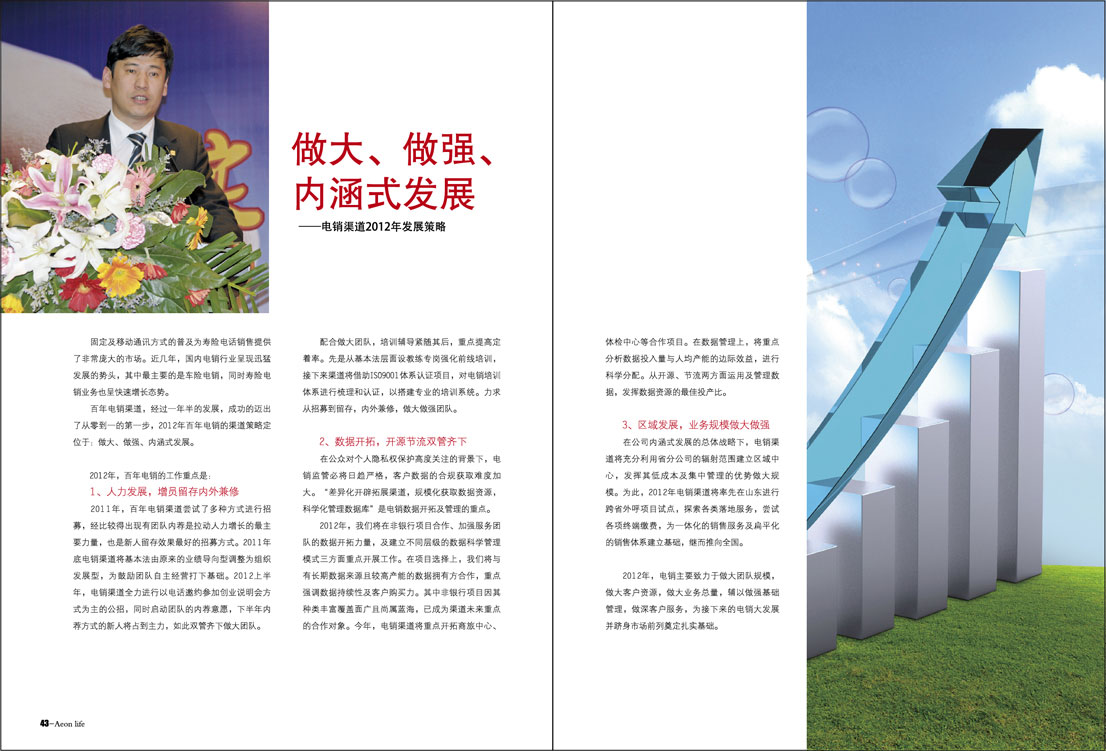 做大、做强、
内涵式发展
——电销渠道2012年发展策略
固定及移动通讯方式的普及为寿险电话销售提供
了非常庞大的市场。近几年，国内电销行业呈现迅猛
发展的势头，其中最主要的是车险电销，同时寿险电
销业务也呈快速增长态势。
百年电销渠道，经过一年半的发展，成功的迈出
了从零到一的第一步，2012年百年电销的渠道策略定
位于：做大、做强、内涵式发展。
2012年，百年电销的工作重点是：
1、人力发展，增员留存内外兼修
2011年，百年电销渠道尝试了多种方式进行招
募，经比较得出现有团队内荐是拉动人力增长的最主
要力量，也是新人留存效果最好的招募方式。2011年
底电销渠道将基本法由原来的业绩导向型调整为组织
发展型，为鼓励团队自主经营打下基础。2012上半
年，电销渠道全力进行以电话邀约参加创业说明会方
式为主的公招，同时启动团队的内荐意愿，下半年内
荐方式的新人将占到主力，如此双管齐下做大团队。
配合做大团队，培训辅导紧随其后，重点提高定
着率。先是从基本法层面设教练专岗强化前线培训，
接下来渠道将借助ISO9001体系认证项目，对电销培训
体系进行梳理和认证，以搭建专业的培训系统。力求
从招募到留存，内外兼修，做大做强团队。
2、数据开拓，开源节流双管齐下
在公众对个人隐私权保护高度关注的背景下，电
销监管必将日趋严格，客户数据的合规获取难度加
大。“差异化开辟拓展渠道，规模化获取数据资源，
科学化管理数据库”是电销数据开拓及管理的重点。
2012年，我们将在非银行项目合作、加强服务团
队的数据开拓力量，及建立不同层级的数据科学管理
模式三方面重点开展工作。在项目选择上，我们将与
有长期数据来源且较高产能的数据拥有方合作，重点
强调数据持续性及客户购买力。其中非银行项目因其
种类丰富覆盖面广且尚属蓝海，已成为渠道未来重点
的合作对象。今年，电销渠道将重点开拓商旅中心、
体检中心等合作项目。在数据管理上，将重点
分析数据投入量与人均产能的边际效益，进行
科学分配。从开源、节流两方面运用及管理数
据，发挥数据资源的最佳投产比。
3、区域发展，业务规模做大做强
在公司内涵式发展的总体战略下，电销渠
道将充分利用省分公司的辐射范围建立区域中
心，发挥其低成本及集中管理的优势做大规
模。为此，2012年电销渠道将率先在山东进行
跨省外呼项目试点，探索各类落地服务，尝试
各项终端缴费，为一体化的销售服务及扁平化
的销售体系建立基础，继而推向全国。
2012年，电销主要致力于做大团队规模，
做大客户资源，做大业务总量，辅以做强基础
管理，做深客户服务，为接下来的电销大发展
并跻身市场前列奠定扎实基础。
43-Aeon life